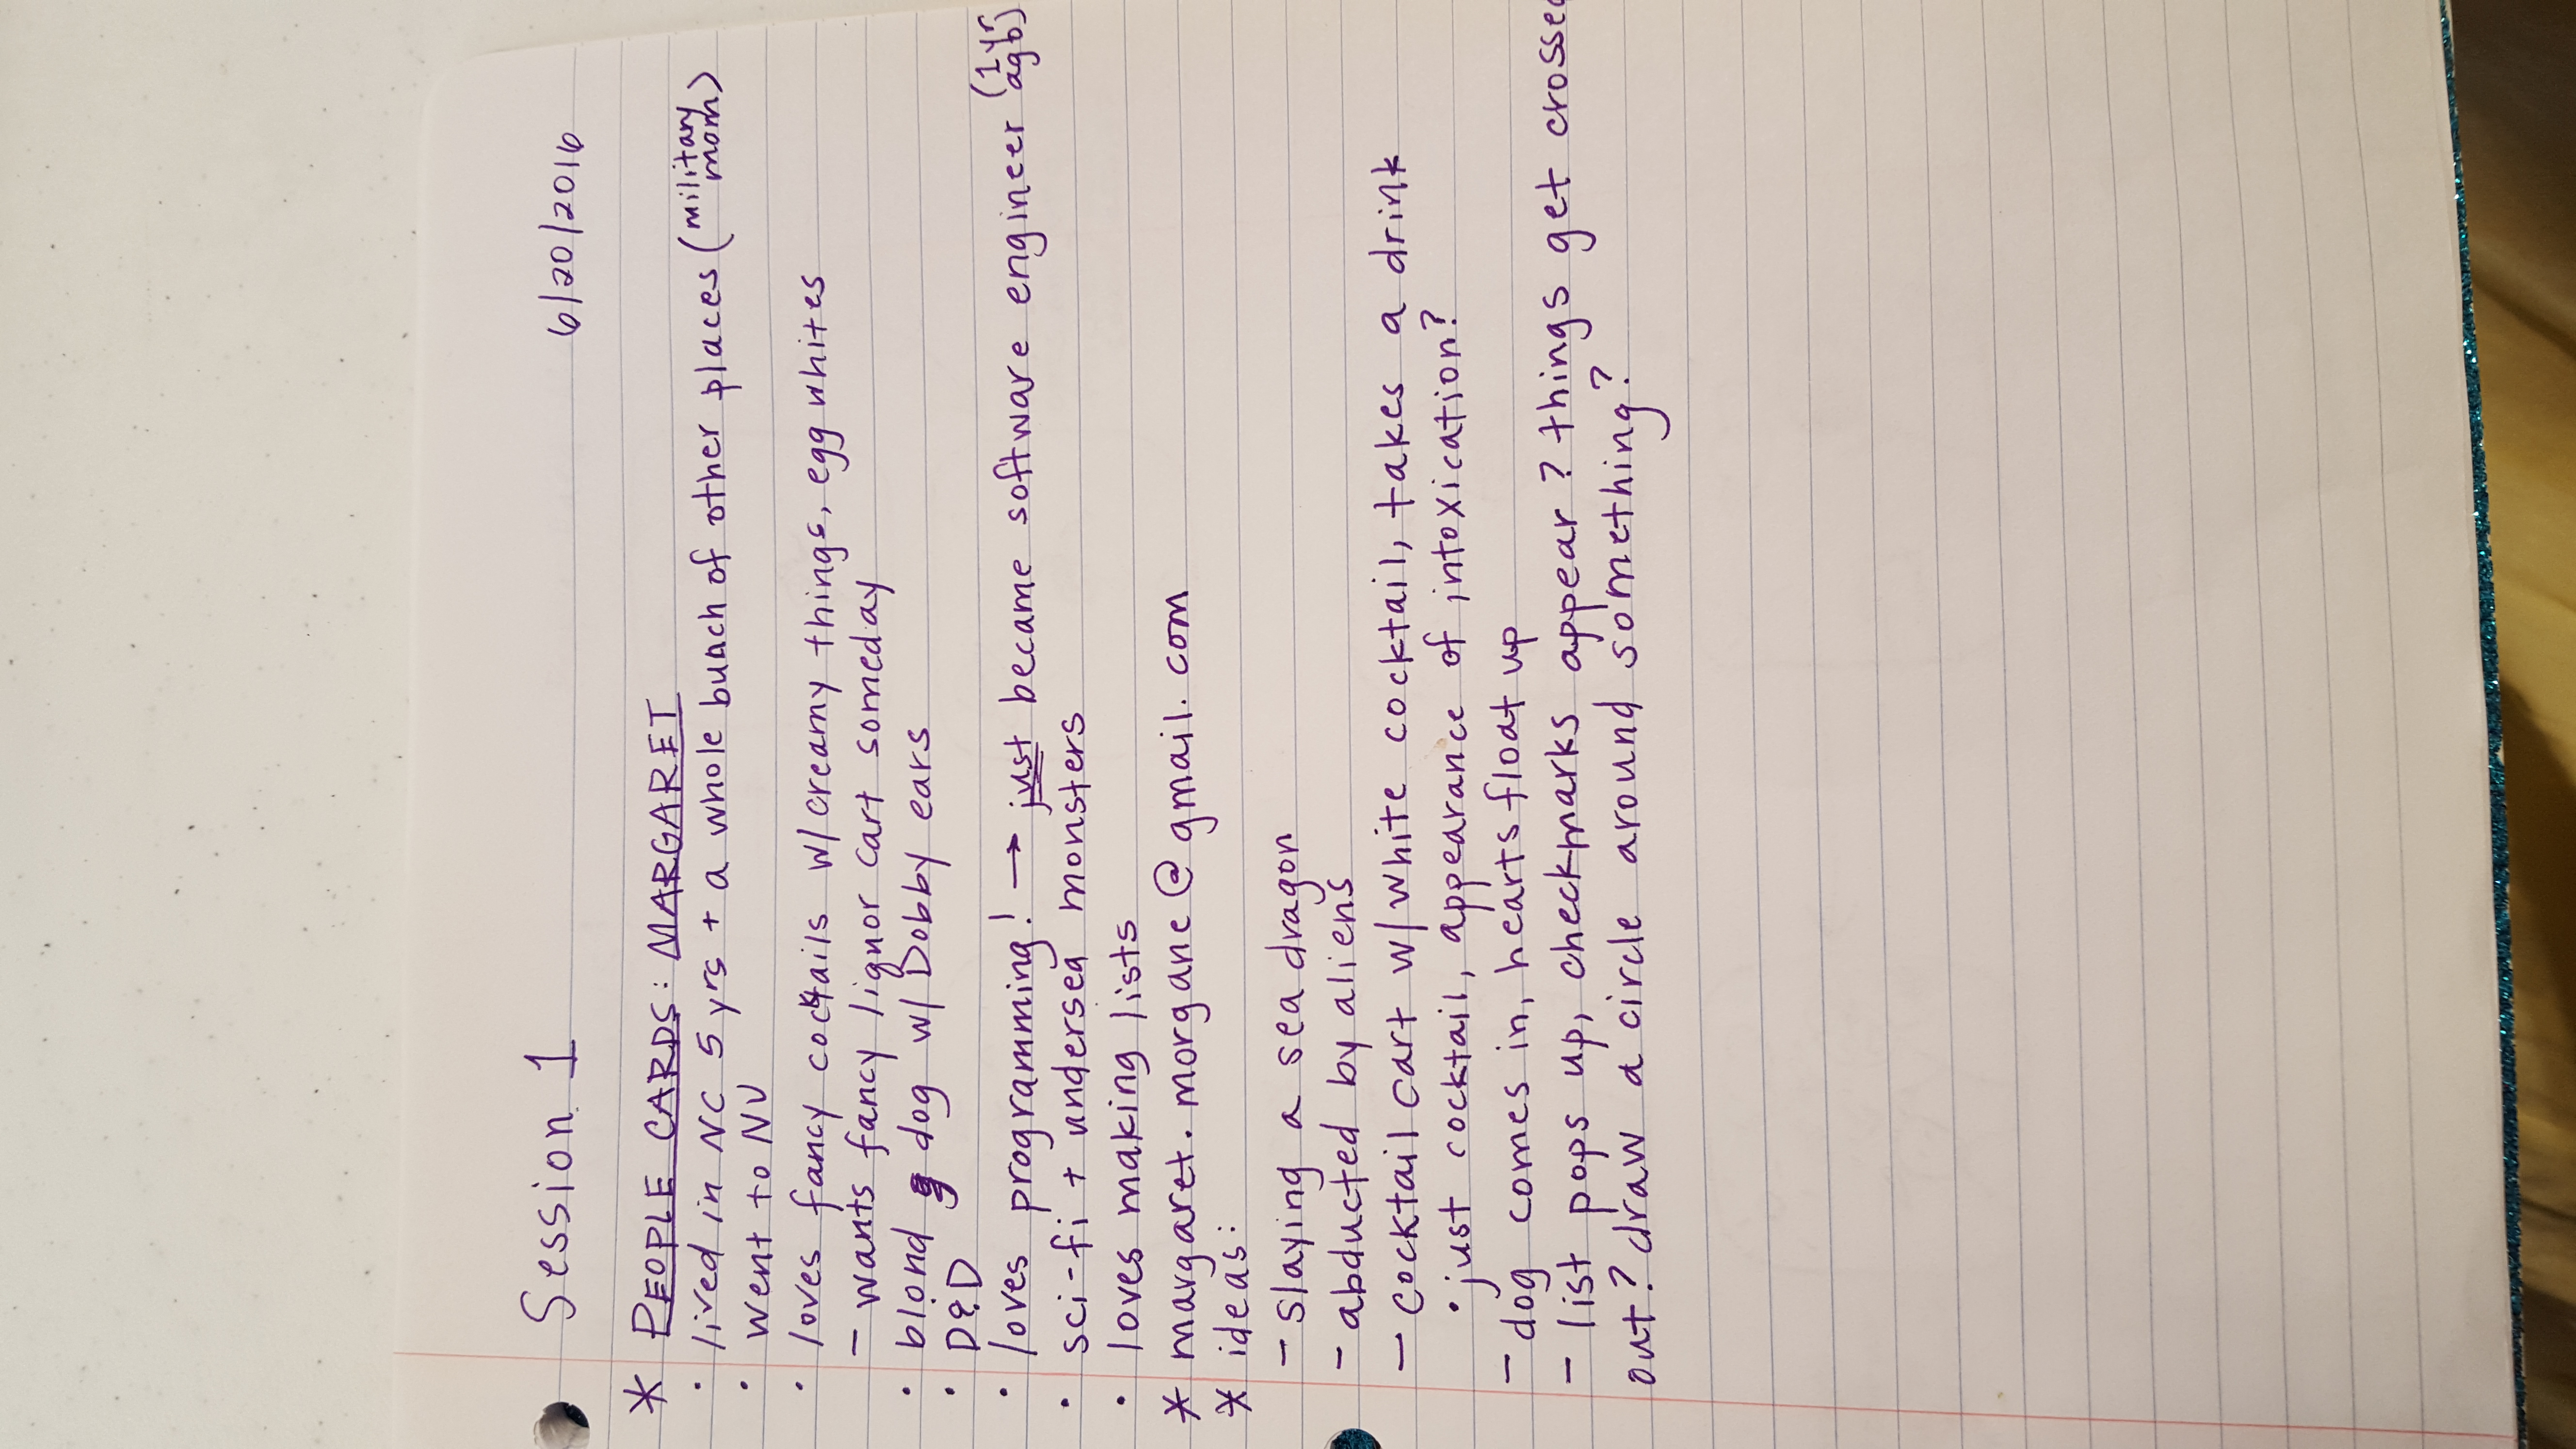 Session 1 6/20/2016
* PEOPLE CARDS: MARGARET
• lived in NC 5 yrs + a whole bunch of other places (military mom)
• went to NU
• loves fancy cocktails w/ creamy things, egg whites
- wants fancy liquor cart someday
• blond dog w/ Dobby ears
• D&D
• loves programming! → just became software engineer (1 yr ago)
• sci-fi + undersea monsters
• loves making lists
* margaret.morgane@gmail.com
* ideas:
- slaying a sea dragon
- abducted by aliens
- cocktail cart w/ white cocktail, takes a drink
• just cocktail, appearance of intoxication?
- dog comes in, hearts float up
- list pops up, checkmarks appear? things get crossed
out? draw a circle around something?